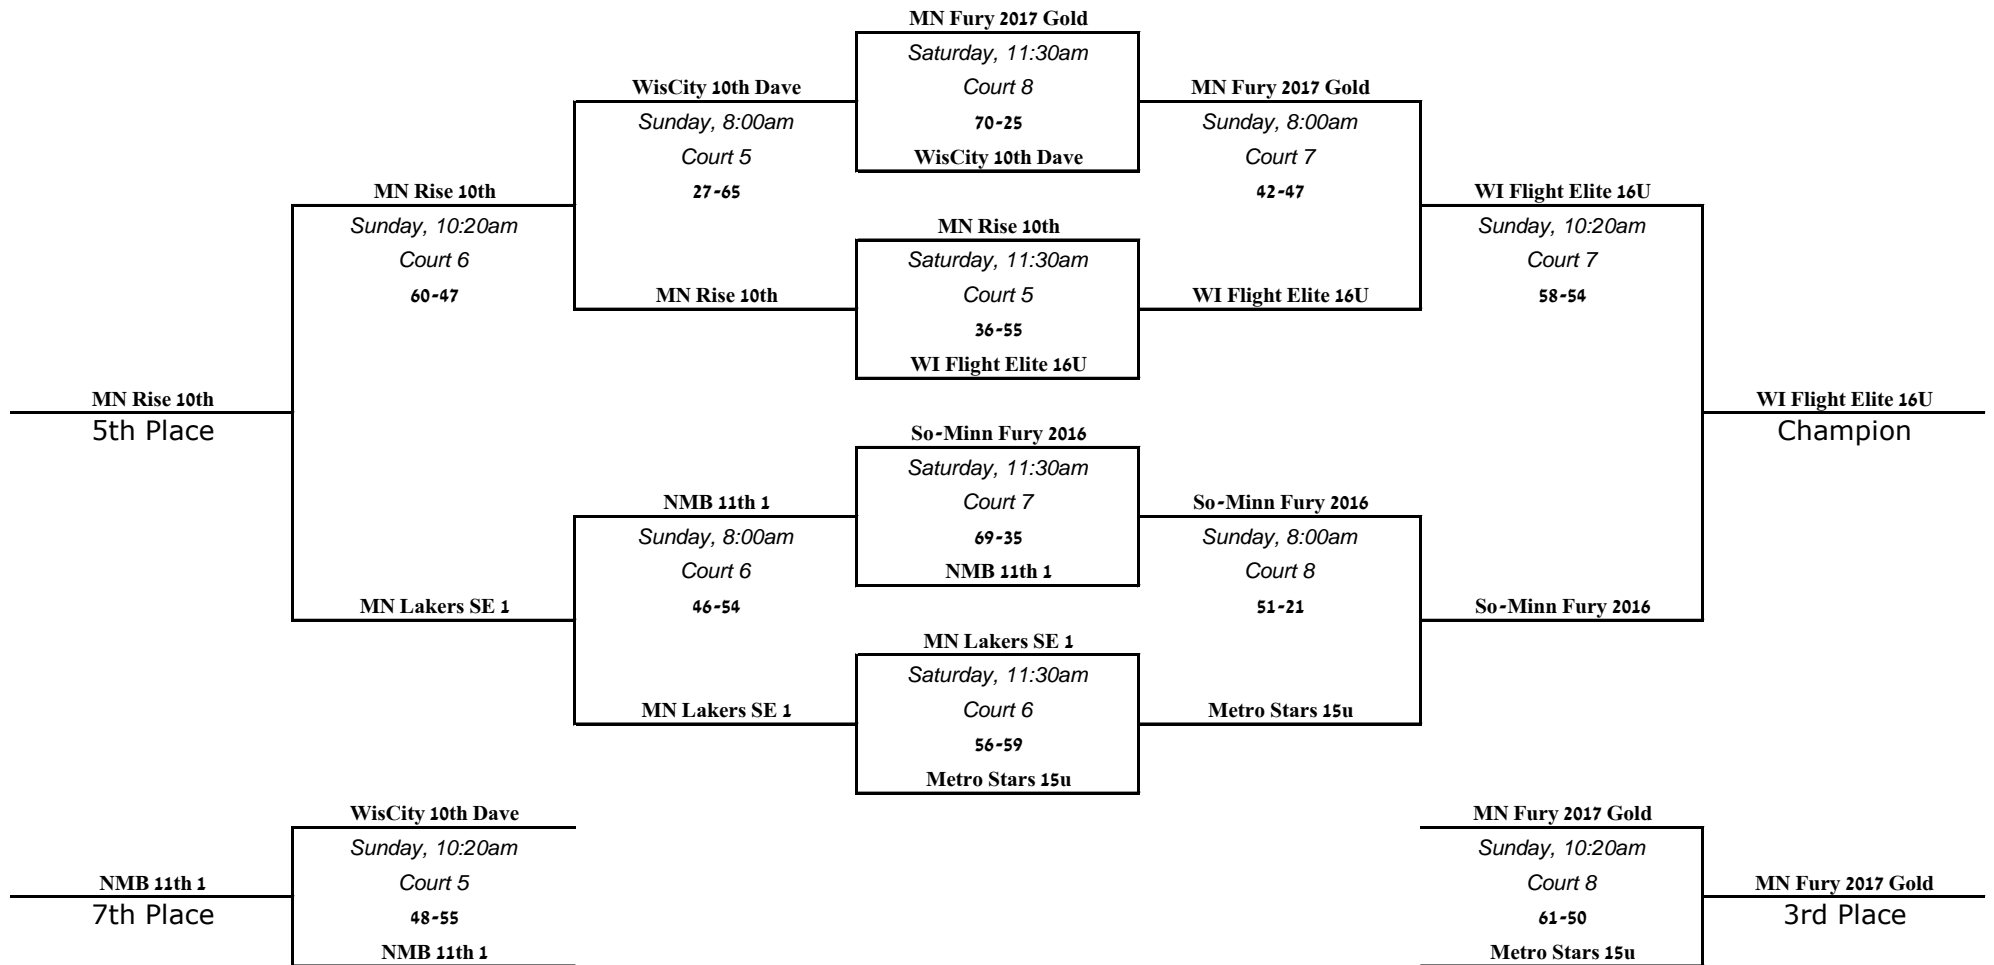 MN Fury 2017 Gold
Saturday, 11:30am
Court 8
70-25
WisCity 10th Dave
MN Rise 10th
Saturday, 11:30am
Court 5
36-55
WI Flight Elite 16U
So-Minn Fury 2016
Saturday, 11:30am
Court 7
69-35
NMB 11th 1
MN Lakers SE 1
Saturday, 11:30am
Court 6
56-59
Metro Stars 15u
WisCity 10th Dave
Sunday, 8:00am
Court 5
27-65
MN Rise 10th
NMB 11th 1
Sunday, 8:00am
Court 6
46-54
MN Lakers SE 1
MN Rise 10th
Sunday, 10:20am
Court 6
60-47
MN Lakers SE 1
MN Rise 10th
5th Place
WisCity 10th Dave
Sunday, 10:20am
Court 5
48-55
NMB 11th 1
NMB 11th 1
7th Place
MN Fury 2017 Gold
Sunday, 8:00am
Court 7
42-47
WI Flight Elite 16U
So-Minn Fury 2016
Sunday, 8:00am
Court 8
51-21
Metro Stars 15u
WI Flight Elite 16U
Sunday, 10:20am
Court 7
58-54
So-Minn Fury 2016
WI Flight Elite 16U
Champion
MN Fury 2017 Gold
Sunday, 10:20am
Court 8
61-50
Metro Stars 15u
MN Fury 2017 Gold
3rd Place